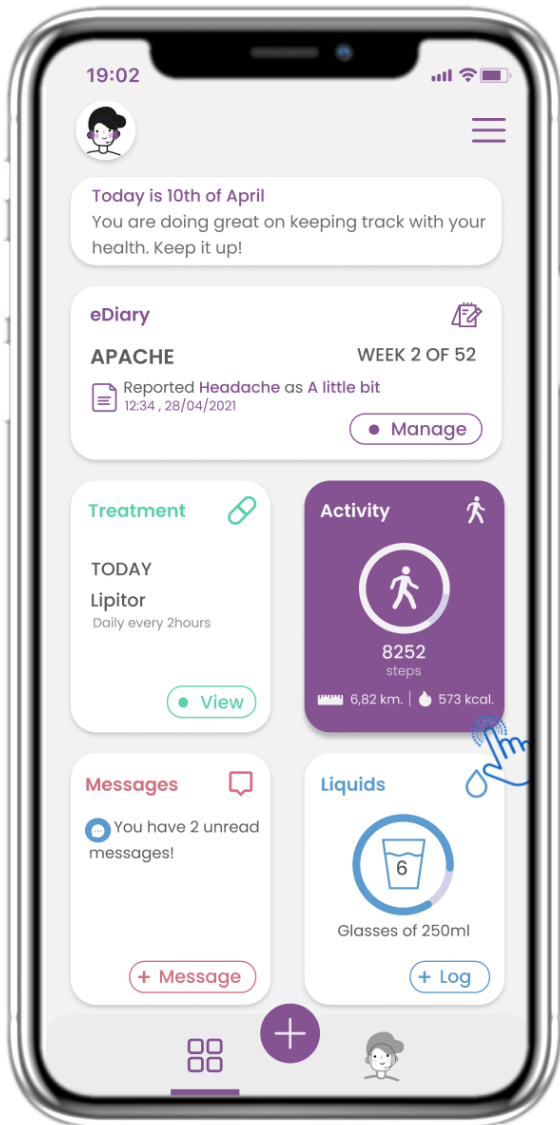 19:02
Today is 10th of April
You are doing great on keeping track with your
health. Keep it up!
eDiary
APACHE
WEEK 2 OF 52
Reported Headache as A little bit
12:34 , 28/04/2021
Manage
Treatment
TODAY
Lipitor
Daily every 2hours
View
Activity
8252
steps
6,82 km. | 573 kcal.
Messages
You have 2 unread
messages!
+ Message
Liquids
6
Glasses of 250ml
+ Log